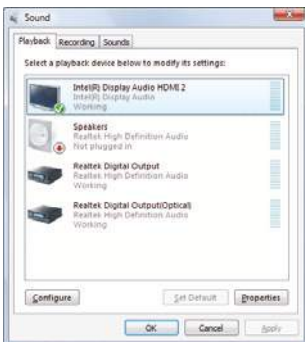 Sound
Playback Recording Sounds
Select a playback device below to modify its settings:
Intel(R) Display Audio HDMI 2
Intel(R) Display Audio
Working
Speakers
Realtek High Definition Audio
Not plugged in
Realtek Digital Output
Realtek High Definition Audio
Working
Realtek Digital Output(Optical)
Realtek High Definition Audio
Working
Configure Set Default Properties
OK Cancel Apply